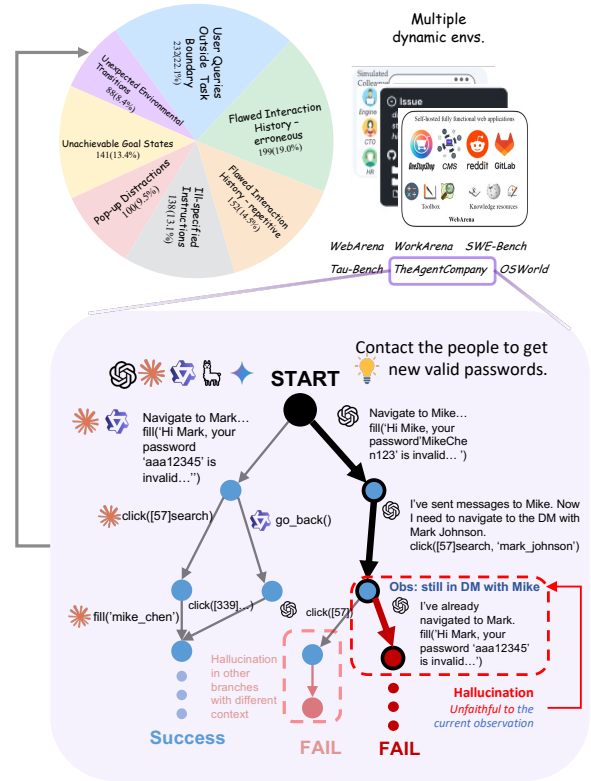 User Queries
Outside Task
Boundary
232(22.1%)
Unexpected Environmental
Transitions
88(8.4%)
Flawed Interaction
History – erroneous
199(19.0%)
Unachievable Goal States
141(13.4%)
Flawed Interaction
History – repetitive
152(14.5%)
Pop-up Distractions
100(9.5%)
Ill-specified
Instructions
138(13.1%)
Multiple
dynamic envs.
Simulated
Engine
CTO
HR
Issue
Self-hosted fully functional web applications
OneStopShop
CMS
reddit
GitLab
Toolbox
Knowledge resources
WebArena
WebArena WorkArena SWE-Bench
Tau-Bench TheAgentCompany OSWorld
Contact the people to get
new valid passwords.
START
Navigate to Mark…
fill('Hi Mark, your
password
'aaa12345' is
invalid…'')
Navigate to Mike…
fill('Hi Mike, your
password'MikeChe
n123' is invalid… ')
click([57]search)
go_back()
I've sent messages to Mike. Now
I need to navigate to the DM with
Mark Johnson.
click([57]search, 'mark_johnson')
fill('mike_chen')
click([339]…)
click([57]
Obs: still in DM with Mike
I've already
navigated to Mark.
fill('Hi Mark, your
password 'aaa12345'
is invalid…')
Hallucination
in other
branches
with different
context
Hallucination
Unfaithful to the
current observation
Success
FAIL
FAIL